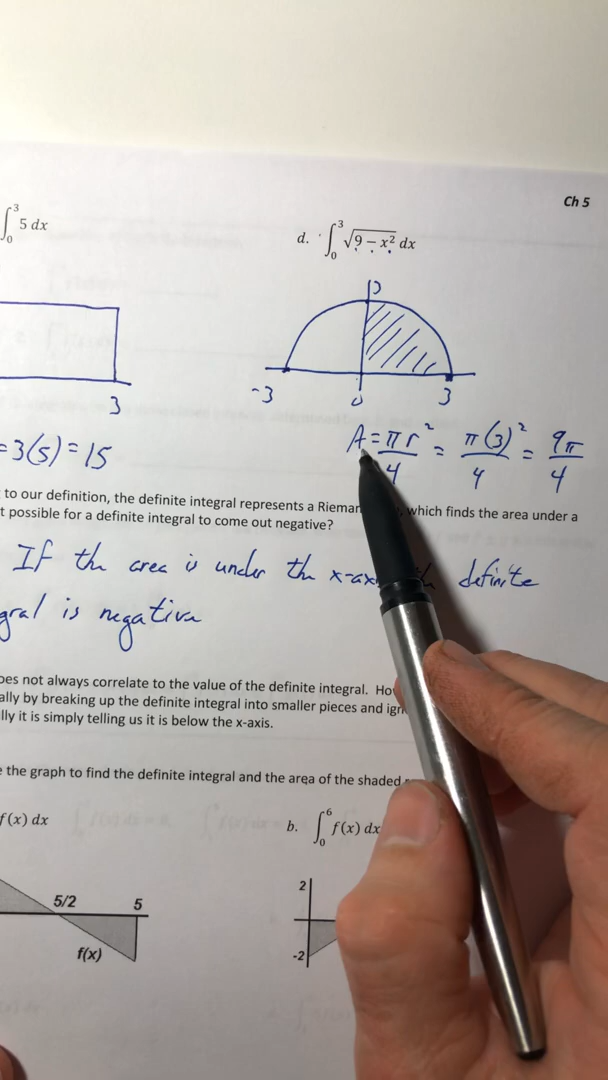 Ch 5
∫₀³ 5 dx
d. ∫₀³ √9 − x² dx
3
-3 0 3
3
= 3(5) = 15
A = πr²/4 = π(3)²/4 = 9π/4
to our definition, the definite integral represents a which finds the area under a
t possible for a definite integral to come out negative?
If the area is under the definite
gral is negative
oes not always correlate to the value of the definite integral.
ally by breaking up the definite integral into smaller pieces and
lly it is simply telling us it is below the x-axis.
the graph to find the definite integral and the area of the shaded
f(x) dx
b. ∫₀⁶ f(x) dx
5/2 5
f(x)
2
-2